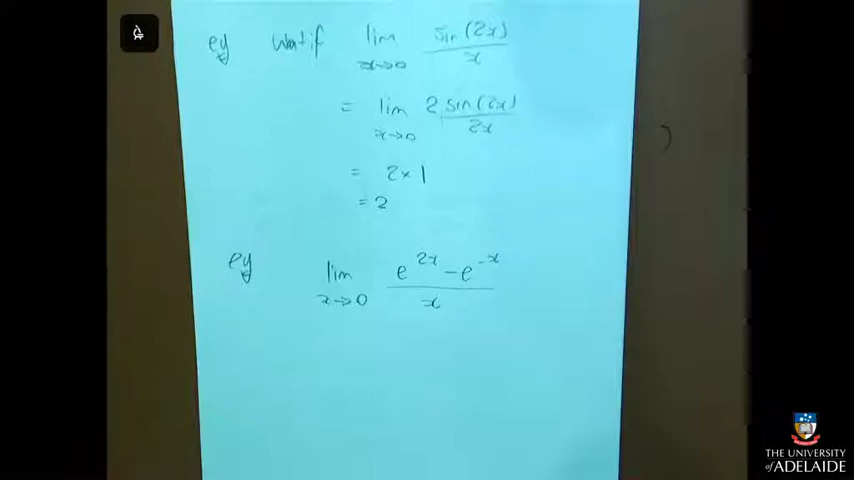 eg what if lim x→0 sin(2x)/x
= lim x→0 2 sin(2x)/2x
= 2×1
= 2
eg lim x→0 (e^{2x} - e^{-x})/x
THE UNIVERSITY
of ADELAIDE